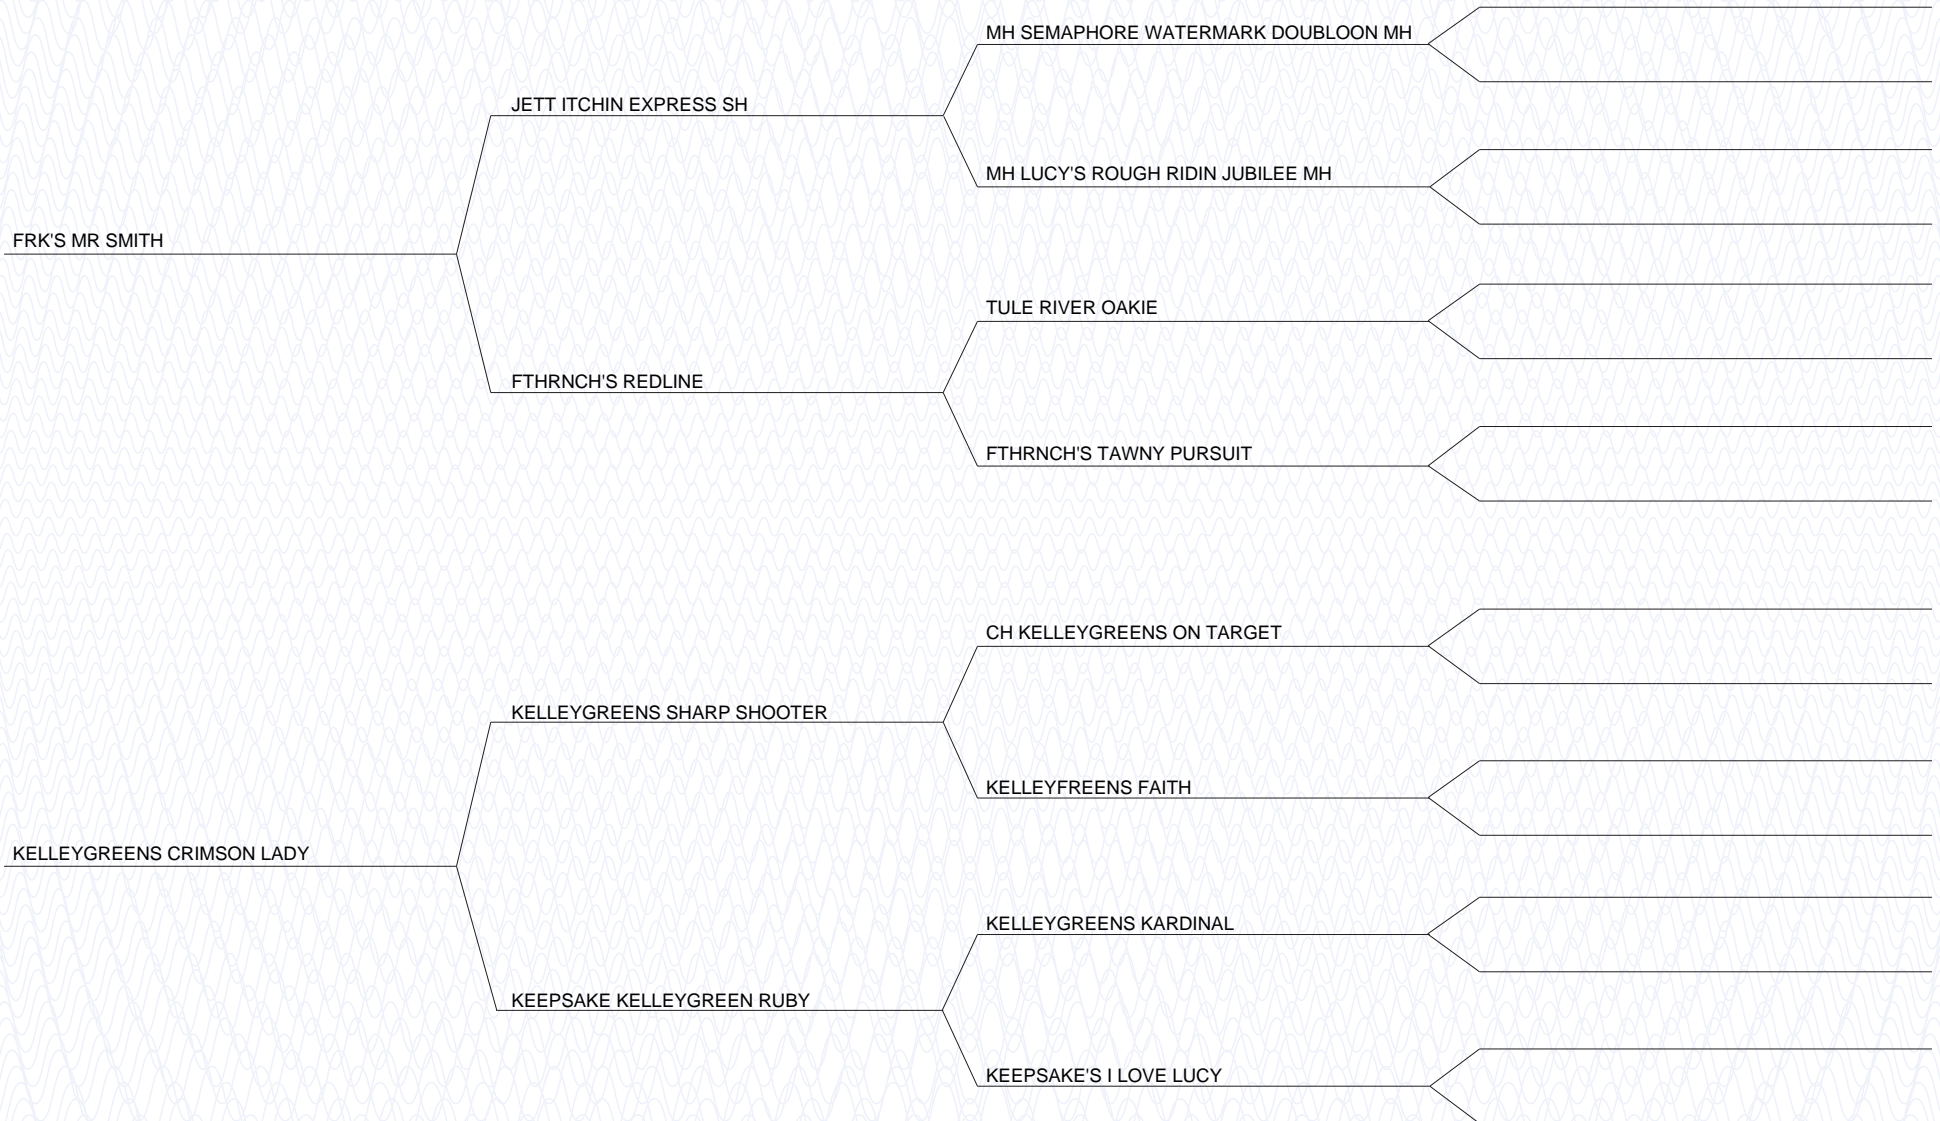 MH SEMAPHORE WATERMARK DOUBLOON MH
JETT ITCHIN EXPRESS SH
MH LUCY'S ROUGH RIDIN JUBILEE MH
FRK'S MR SMITH
TULE RIVER OAKIE
FTHRNCH'S REDLINE
FTHRNCH'S TAWNY PURSUIT
CH KELLEYGREENS ON TARGET
KELLEYGREENS SHARP SHOOTER
KELLEYFREENS FAITH
KELLEYGREENS CRIMSON LADY
KELLEYGREENS KARDINAL
KEEPSAKE KELLEYGREEN RUBY
KEEPSAKE'S I LOVE LUCY